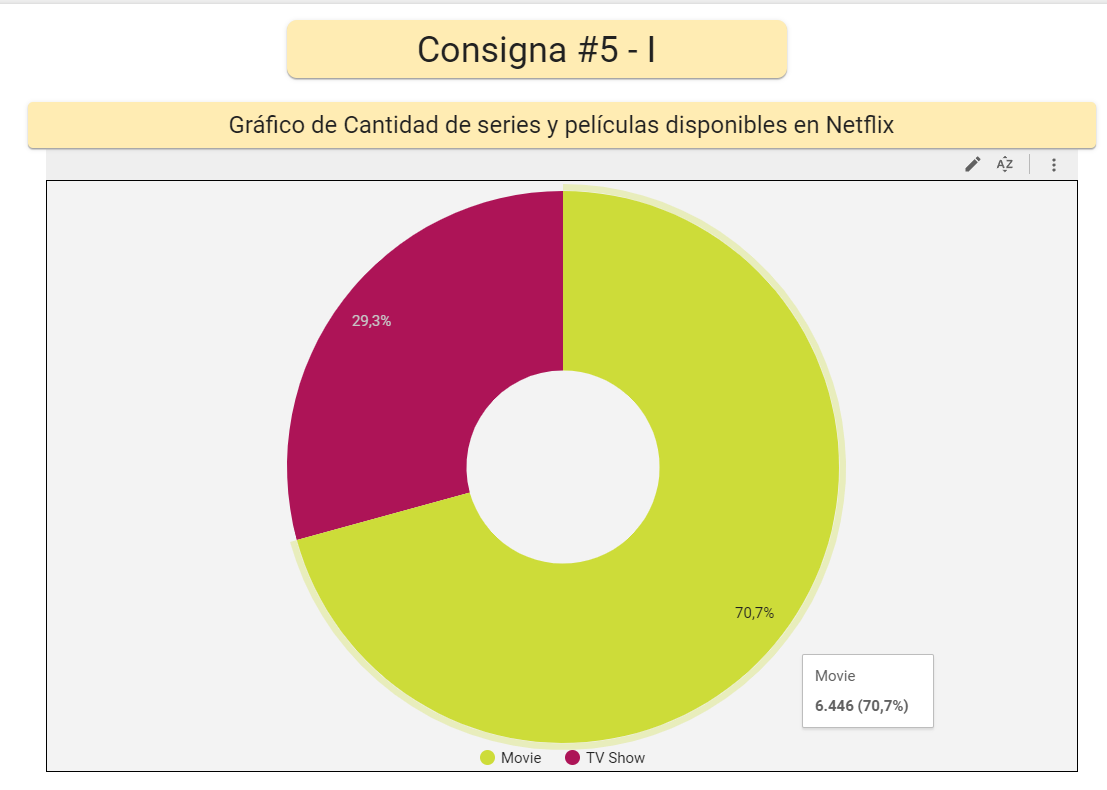 Consigna #5 - I
Gráfico de Cantidad de series y películas disponibles en Netflix
AZ
29,3%
70,7%
Movie
6.446 (70,7%)
Movie
TV Show